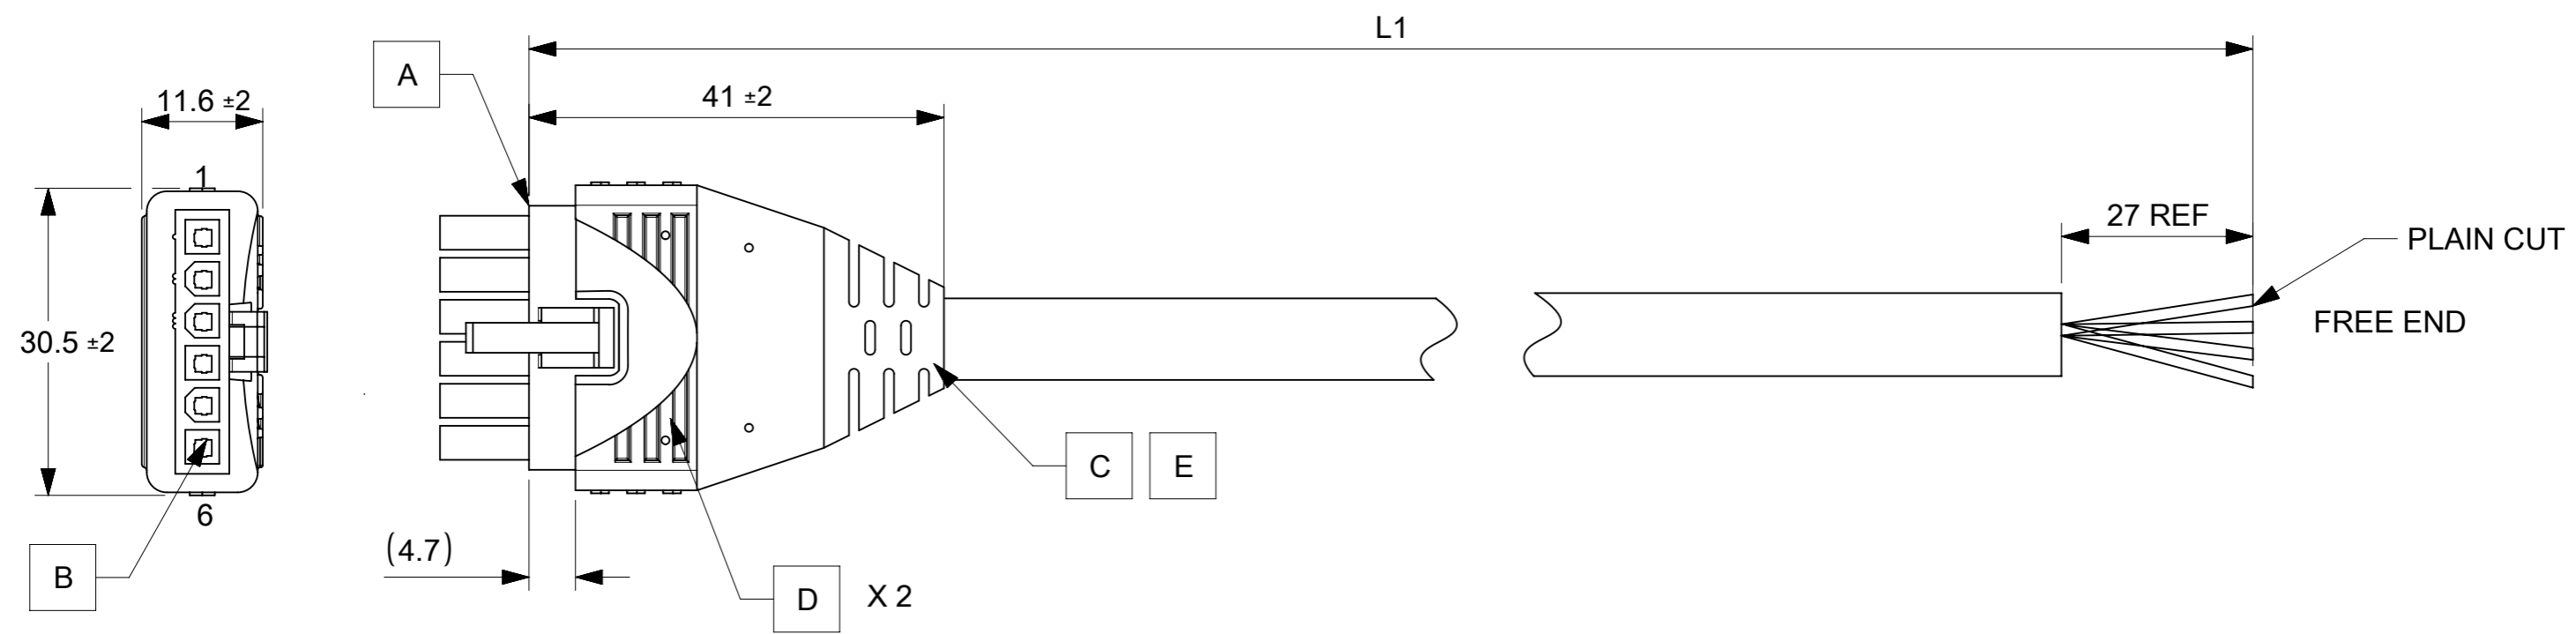 L1
A
11.6 ±2
41 ±2
1
27 REF
PLAIN CUT
30.5 ±2
FREE END
C E
6
(4.7)
B
D X 2